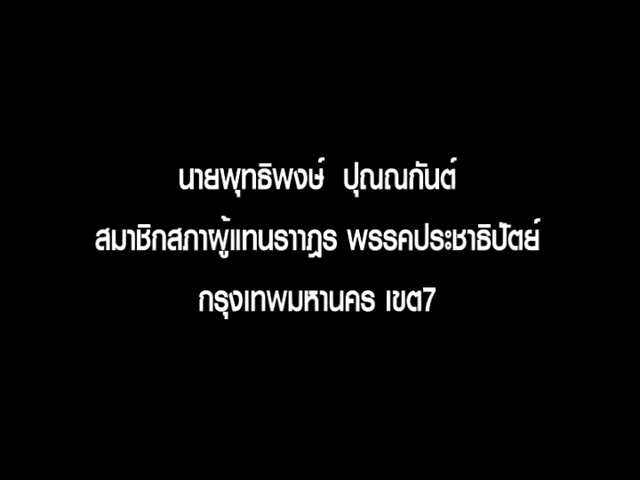 นายพุทธิพงษ์ ปุณณกันต์
สมาชิกสภาผู้แทนราาฎร พรรคประชาธิปัตย์
กรุงเทพมหานคร เขต7